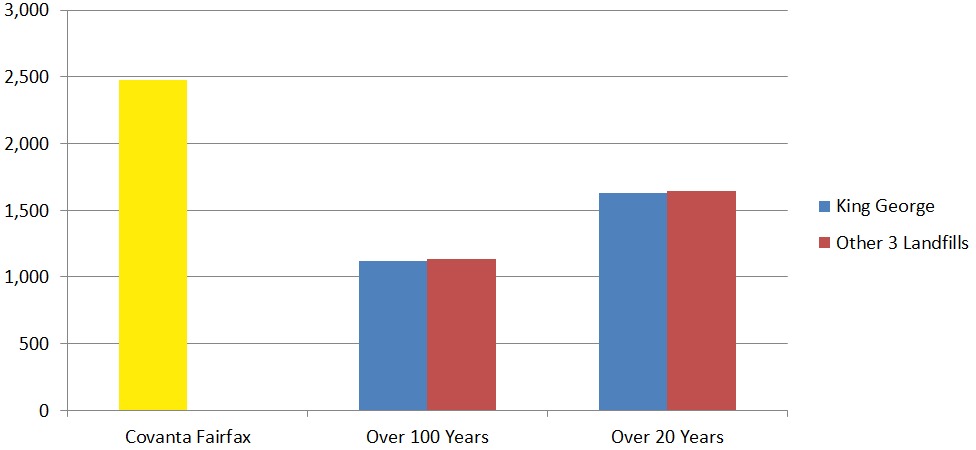 3,000
2,500
2,000
1,500
1,000
500
0
Covanta Fairfax
Over 100 Years
Over 20 Years
King George
Other 3 Landfills